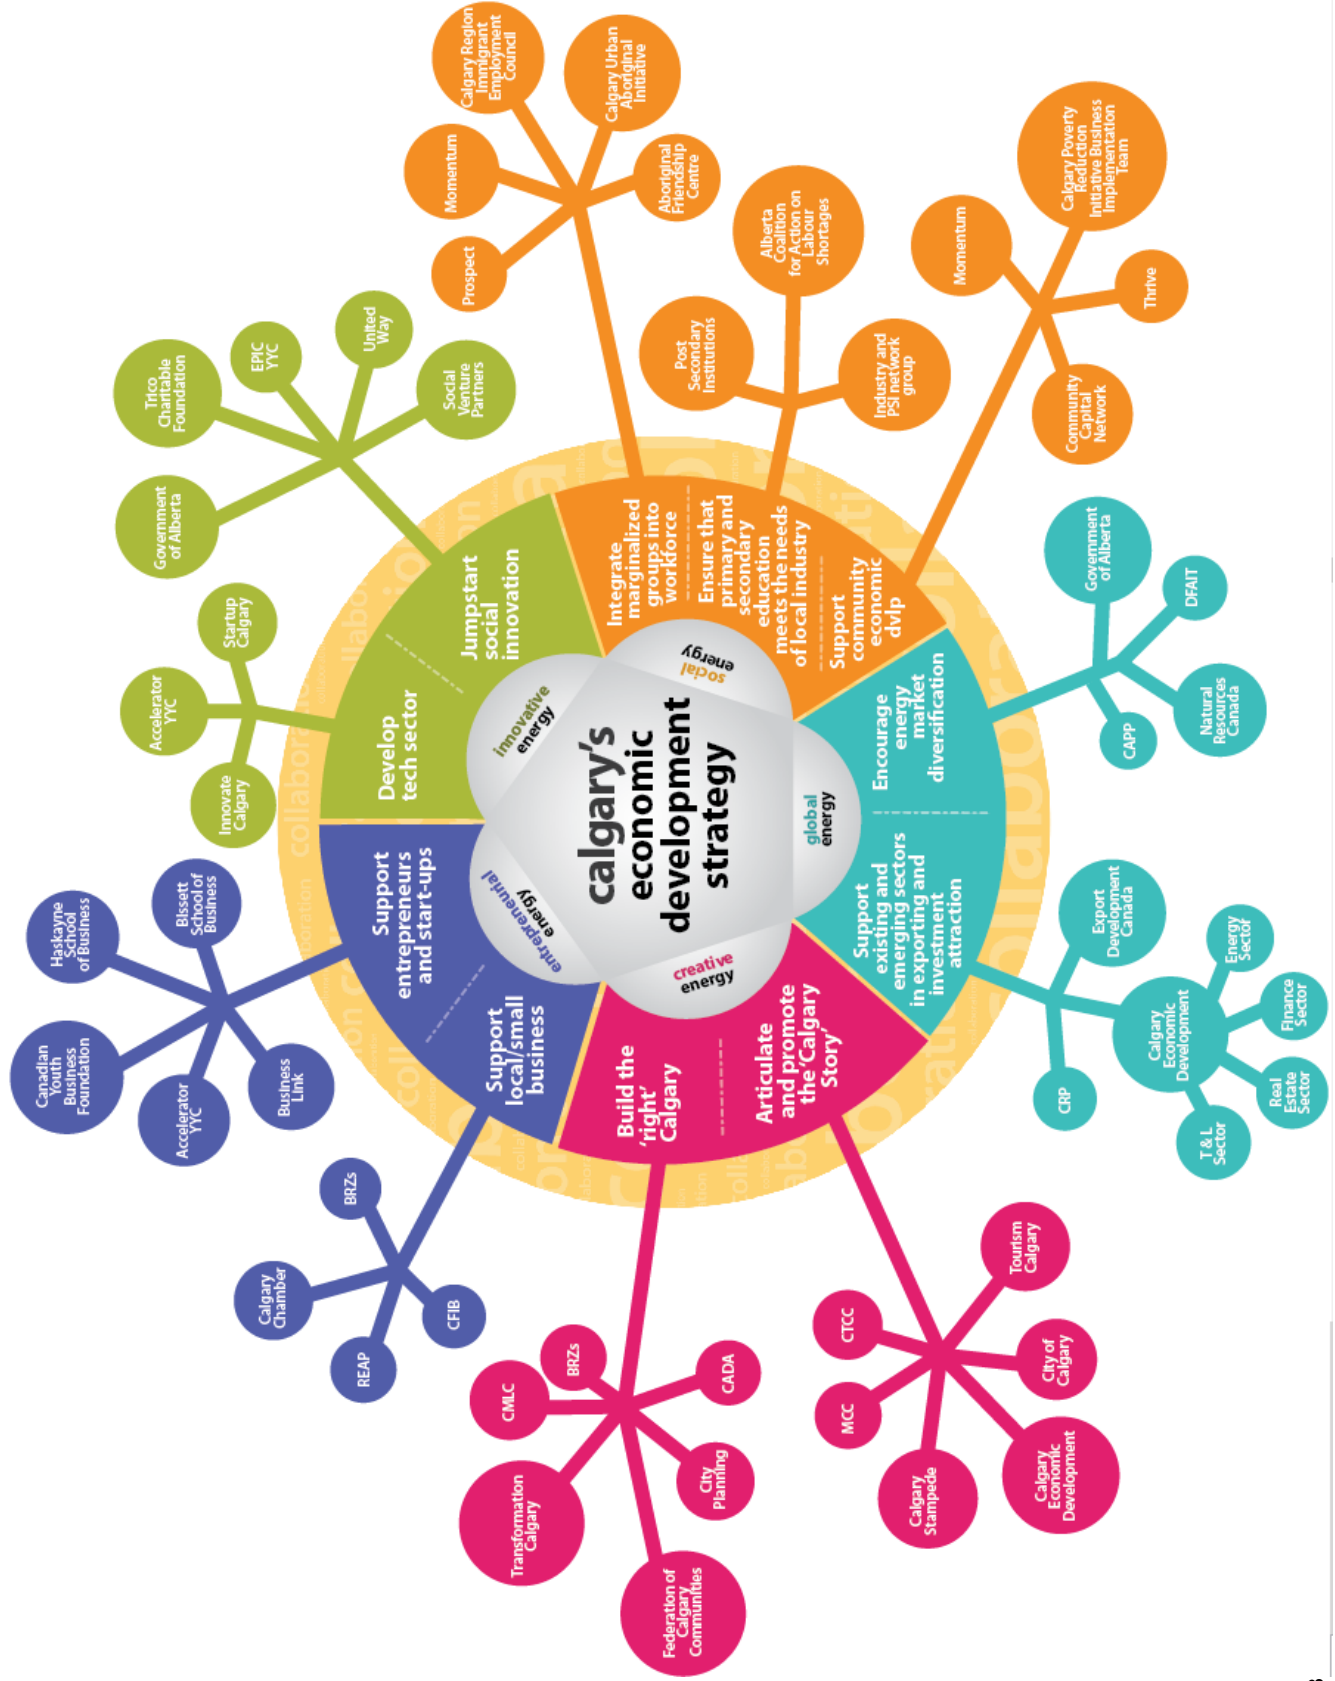 calgary's
economic
development
strategy
innovative
energy
social
energy
global
energy
creative
energy
entrepreneurial
energy
Develop
tech sector
Jumpstart
social
innovation
Integrate
marginalized
groups into
workforce
Ensure that
primary and
secondary
education
meets the needs
of local industry
Support
community
economic
dvlp
Encourage
energy
market
diversification
Support
existing and
emerging sectors
in exporting and
investment
attraction
Articulate
and promote
the 'Calgary
Story'
Build the
'right'
Calgary
Support
local/small
business
Support
entrepreneurs
and start-ups
Innovate
Calgary
Accelerator
YYC
Startup
Calgary
Government
of Alberta
Trico
Charitable
Foundation
EPIC
YYC
United
Way
Social
Venture
Partners
Prospect
Momentum
Calgary Region
Immigrant
Employment
Council
Calgary Urban
Aboriginal
Initiative
Aboriginal
Friendship
Centre
Post
Secondary
Institutions
Alberta
Coalition
for Action on
Labour
Shortages
Industry and
PSI network
group
Momentum
Calgary Poverty
Reduction
Initiative Business
Implementation
Team
Thrive
Community
Capital
Network
Government
of Alberta
DFAIT
Natural
Resources
Canada
CAPP
Export
Development
Canada
Calgary
Economic
Development
Energy
Sector
Finance
Sector
Real
Estate
Sector
T & L
Sector
CRP
Tourism
Calgary
City of
Calgary
Calgary
Economic
Development
Calgary
Stampede
MCC
CTCC
CADA
City
Planning
Federation of
Calgary
Communities
Transformation
Calgary
CMLC
BRZs
CFIB
REAP
Calgary
Chamber
BRZs
Business
Link
Accelerator
YYC
Canadian
Youth
Business
Foundation
Haskayne
School
of Business
Bissett
School of
Business